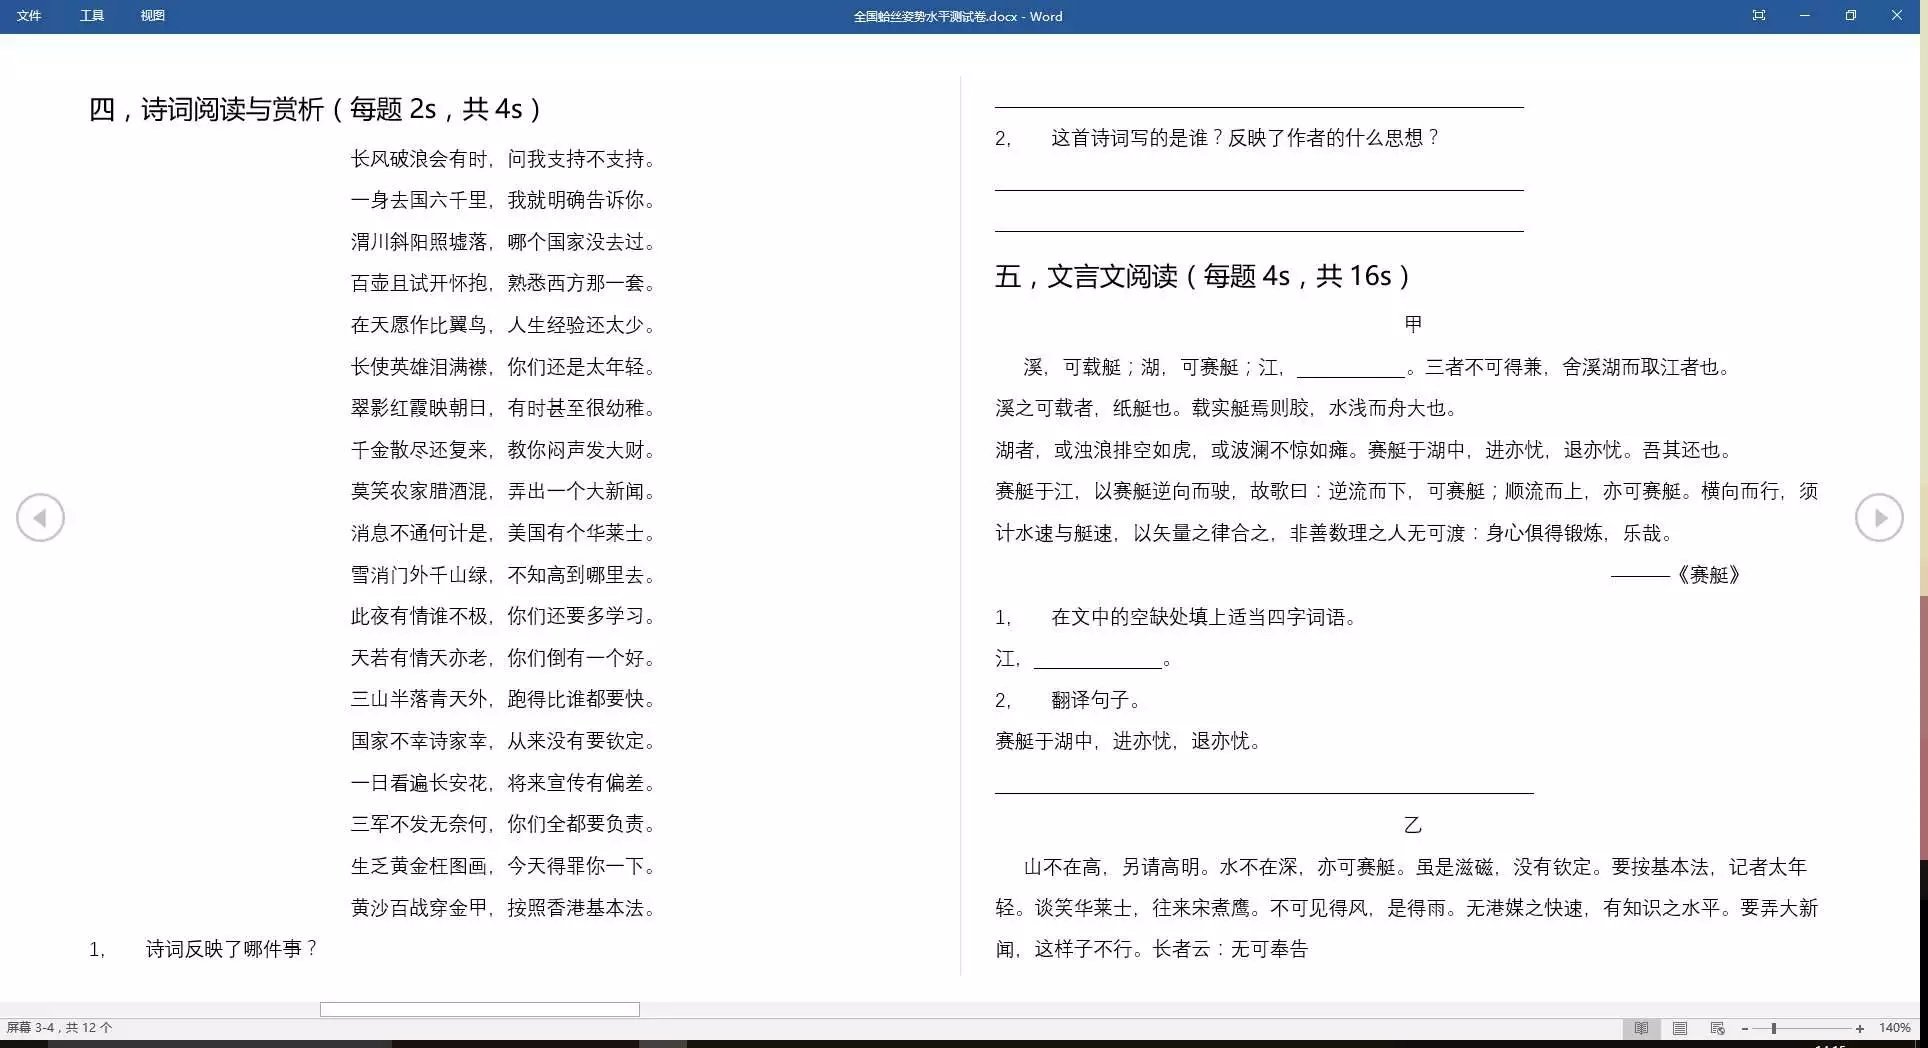 文件 工具 视图 全国蛤丝姿势水平测试卷.docx - Word
四，诗词阅读与赏析（每题 2s，共 4s）
长风破浪会有时，问我支持不支持。
一身去国六千里，我就明确告诉你。
渭川斜阳照墟落，哪个国家没去过。
百壶且试开怀抱，熟悉西方那一套。
在天愿作比翼鸟，人生经验还太少。
长使英雄泪满襟，你们还是太年轻。
翠影红霞映朝日，有时甚至很幼稚。
千金散尽还复来，教你闷声发大财。
莫笑农家腊酒混，弄出一个大新闻。
消息不通何计是，美国有个华莱士。
雪消门外千山绿，不知高到哪里去。
此夜有情谁不极，你们还要多学习。
天若有情天亦老，你们倒有一个好。
三山半落青天外，跑得比谁都要快。
国家不幸诗家幸，从来没有要钦定。
一日看遍长安花，将来宣传有偏差。
三军不发无奈何，你们全都要负责。
生乏黄金枉图画，今天得罪你一下。
黄沙百战穿金甲，按照香港基本法。
1， 诗词反映了哪件事？
2， 这首诗词写的是谁？反映了作者的什么思想？
五，文言文阅读（每题 4s，共 16s）
甲
溪，可载艇；湖，可赛艇；江，___________。三者不可得兼，舍溪湖而取江者也。
溪之可载者，纸艇也。载实艇焉则胶，水浅而舟大也。
湖者，或浊浪排空如虎，或波澜不惊如瘫。赛艇于湖中，进亦忧，退亦忧。吾其还也。
赛艇于江，以赛艇逆向而驶，故歌曰：逆流而下，可赛艇；顺流而上，亦可赛艇。横向而行，须
计水速与艇速，以矢量之律合之，非善数理之人无可渡：身心俱得锻炼，乐哉。
———《赛艇》
1， 在文中的空缺处填上适当四字词语。
江，_____________。
2， 翻译句子。
赛艇于湖中，进亦忧，退亦忧。
乙
山不在高，另请高明。水不在深，亦可赛艇。虽是滋磁，没有钦定。要按基本法，记者太年
轻。谈笑华莱士，往来宋煮鹰。不可见得风，是得雨。无港媒之快速，有知识之水平。要弄大新
闻，这样子不行。长者云：无可奉告
屏幕 3-4，共 12 个 140%